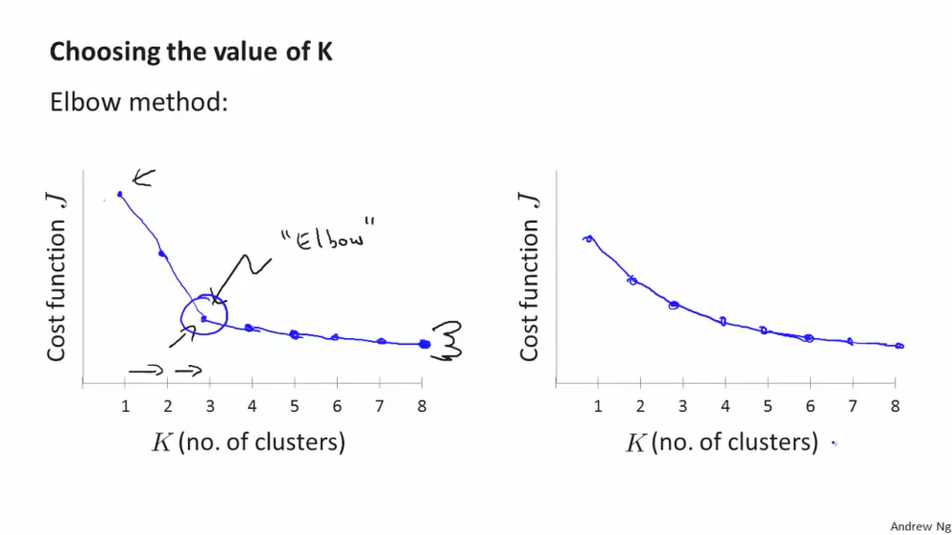 Choosing the value of K
Elbow method:
Cost function J
"Elbow"
1 2 3 4 5 6 7 8
K (no. of clusters)
Cost function J
1 2 3 4 5 6 7 8
K (no. of clusters)
Andrew Ng